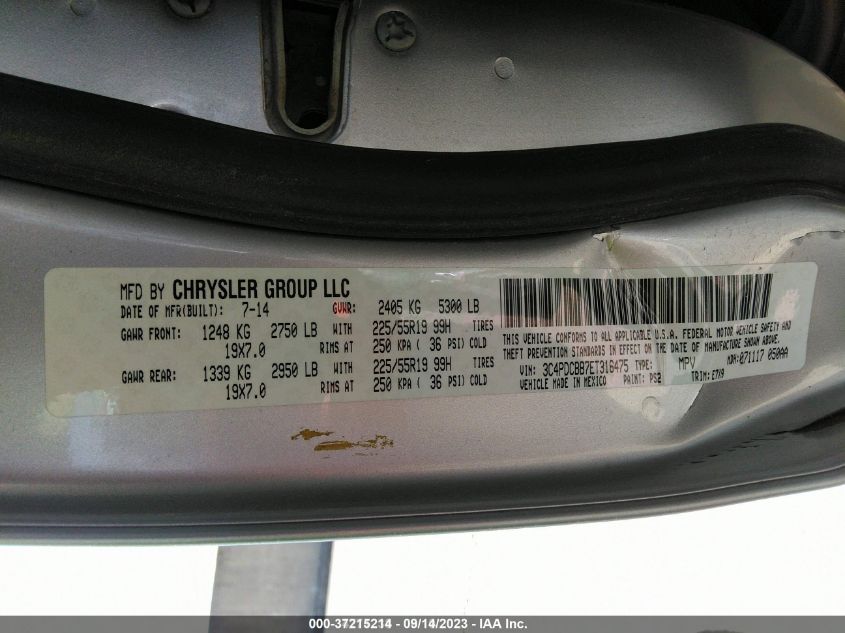 MFD BY CHRYSLER GROUP LLC
DATE OF MFR(BUILT): 7-14 GVWR: 2405 KG 5300 LB
GAWR FRONT: 1248 KG 2750 LB WITH 225/55R19 99H TIRES
19X7.0 RIMS AT 250 KPA ( 36 PSI) COLD
GAWR REAR: 1339 KG 2950 LB WITH 225/55R19 99H TIRES
19X7.0 RIMS AT 250 KPA ( 36 PSI) COLD
THIS VEHICLE CONFORMS TO ALL APPLICABLE U.S.A. FEDERAL MOTOR VEHICLE SAFETY AND
THEFT PREVENTION STANDARDS IN EFFECT ON THE DATE OF MANUFACTURE SHOWN ABOVE.
VIN: 3C4PDCBB7ET316475 TYPE: MPV MDH: 071117 050AA
VEHICLE MADE IN MEXICO PAINT: PS2 TRIM: E7X9
000-37215214 - 09/14/2023 - IAA Inc.